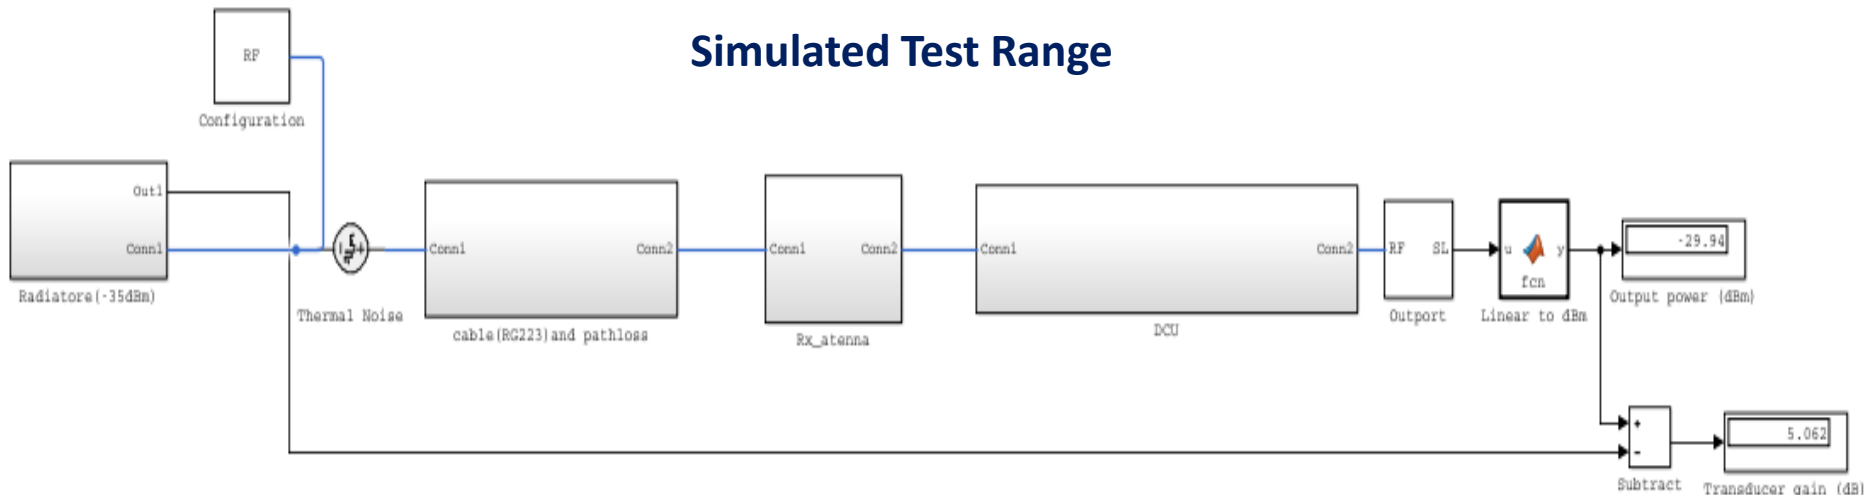 Simulated Test Range
RF
Configuration
Out1
Conn1
Radiatore(-35dBm)
Thermal Noise
Conn1
Conn2
cable(RG223)and pathloss
Conn1
Conn2
Rx_atenna
Conn1
Conn2
DCU
RF
SL
Outport
u
y
fcn
Linear to dBm
-29.94
Output power (dBm)
+
-
Subtract
5.062
Transducer gain (dB)